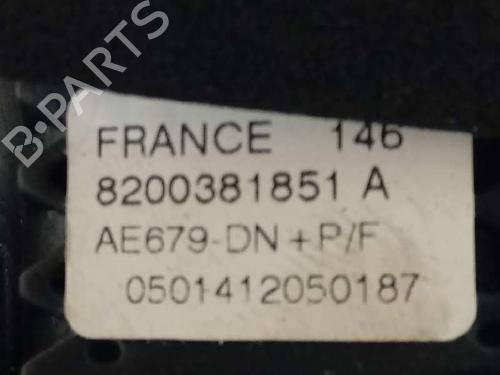 B-PARTS
FRANCE 146
8200381851 A
AE679-DN+P/F
0501412050187